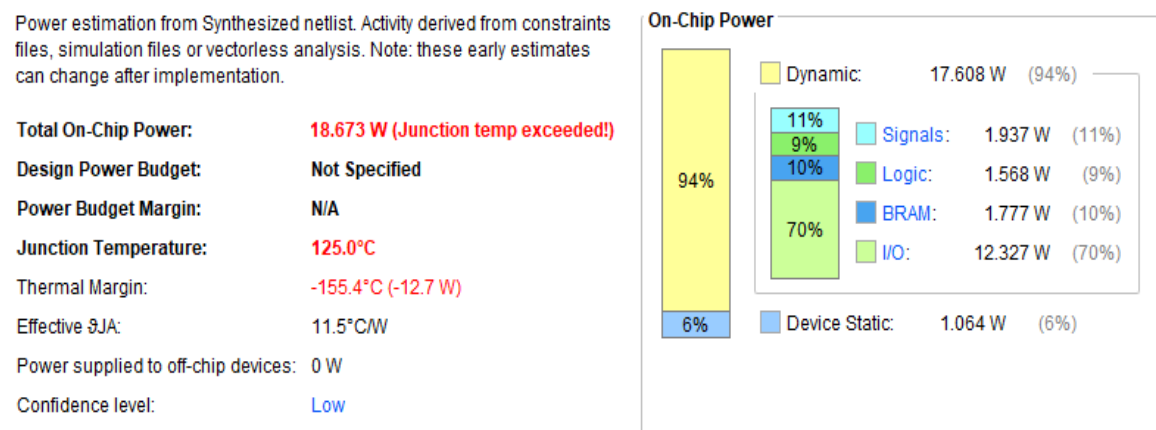 Power estimation from Synthesized netlist. Activity derived from constraints
files, simulation files or vectorless analysis. Note: these early estimates
can change after implementation.
Total On-Chip Power: 18.673 W (Junction temp exceeded!)
Design Power Budget: Not Specified
Power Budget Margin: N/A
Junction Temperature: 125.0°C
Thermal Margin: -155.4°C (-12.7 W)
Effective ϑJA: 11.5°C/W
Power supplied to off-chip devices: 0 W
Confidence level: Low
On-Chip Power
94%
6%
Dynamic: 17.608 W (94%)
11%
9%
10%
70%
Signals: 1.937 W (11%)
Logic: 1.568 W (9%)
BRAM: 1.777 W (10%)
I/O: 12.327 W (70%)
Device Static: 1.064 W (6%)